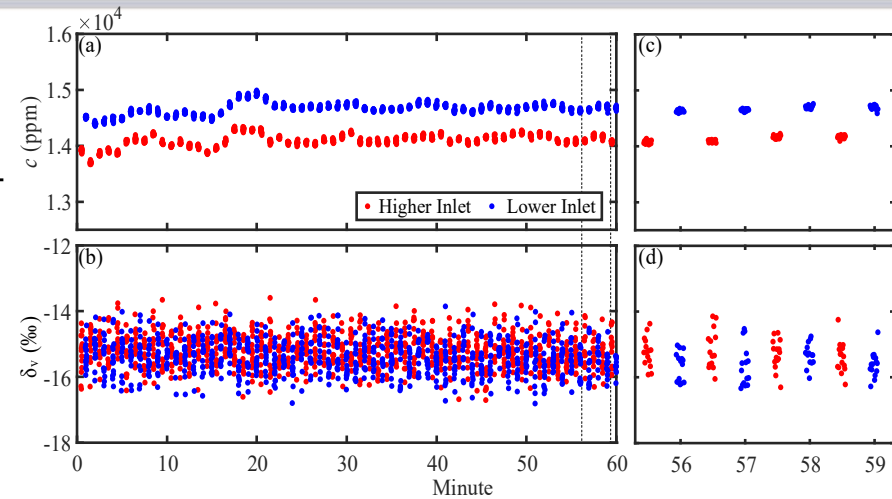 ×10⁴
(a)
(c)
1.6
1.5
1.4
1.3
c (ppm)
Higher Inlet
Lower Inlet
(b)
(d)
-12
-14
-16
-18
δᵥ (‰)
0 10 20 30 40 50 60
56 57 58 59
Minute